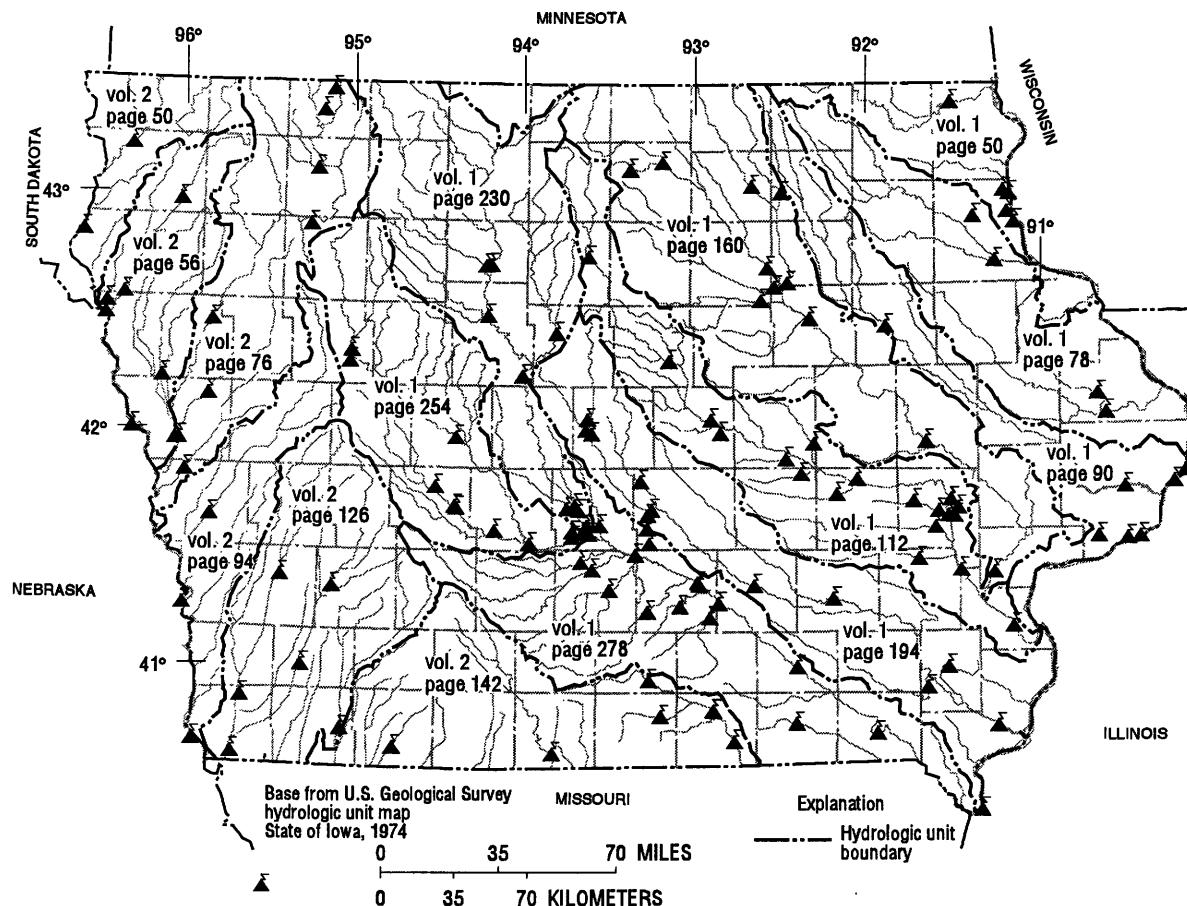 MINNESOTA
96°
95°
94°
93°
92°
WISCONSIN
vol. 2
page 50
vol. 1
page 50
SOUTH DAKOTA
43°
vol. 1
page 230
91°
vol. 2
page 56
vol. 1
page 160
vol. 2
page 76
vol. 1
page 78
vol. 1
page 254
42°
vol. 1
page 90
vol. 2
page 126
vol. 2
page 94
vol. 1
page 112
NEBRASKA
vol. 1
page 278
vol. 1
page 194
41°
vol. 2
page 142
ILLINOIS
Base from U.S. Geological Survey
hydrologic unit map
State of Iowa, 1974
MISSOURI
Explanation
Hydrologic unit
boundary
0 35 70 MILES
0 35 70 KILOMETERS